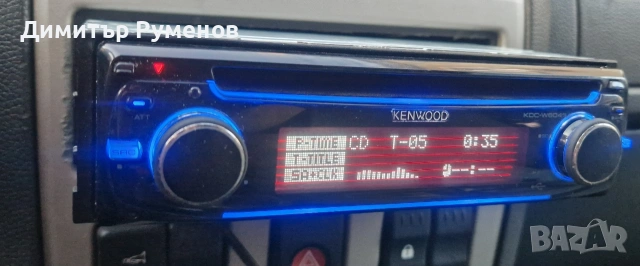 Димитър Руменов
KENWOOD
ATT
P-TIME CD T-05 0:35
T-TITLE
SA+CLK --:--
BAZAR